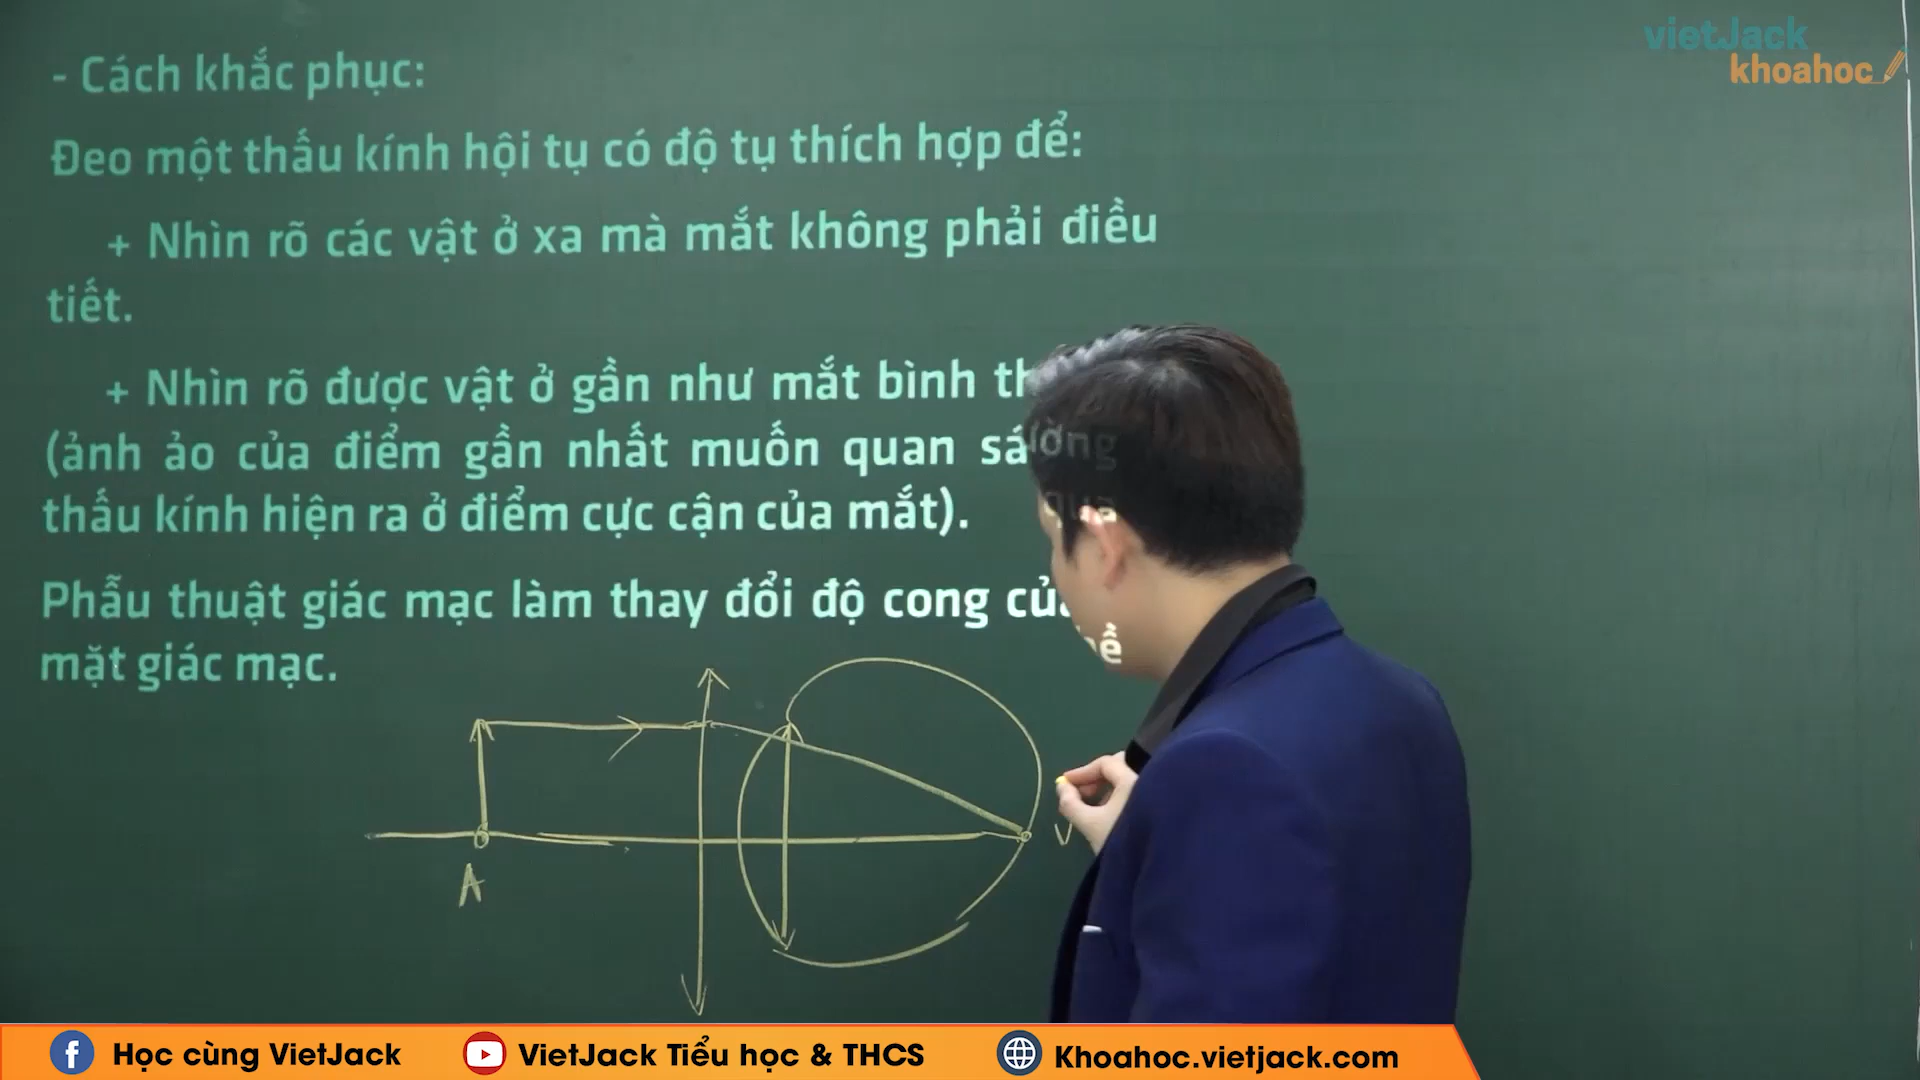 vietJack
khoahoc
- Cách khắc phục:
Đeo một thấu kính hội tụ có độ tụ thích hợp để:
+ Nhìn rõ các vật ở xa mà mắt không phải điều
tiết.
+ Nhìn rõ được vật ở gần như mắt bình th
ường
(ảnh ảo của điểm gần nhất muốn quan sá
qua
thấu kính hiện ra ở điểm cực cận của mắt).
Phẫu thuật giác mạc làm thay đổi độ cong của
bề
mặt giác mạc.
A
V
Học cùng VietJack
VietJack Tiểu học & THCS
Khoahoc.vietjack.com